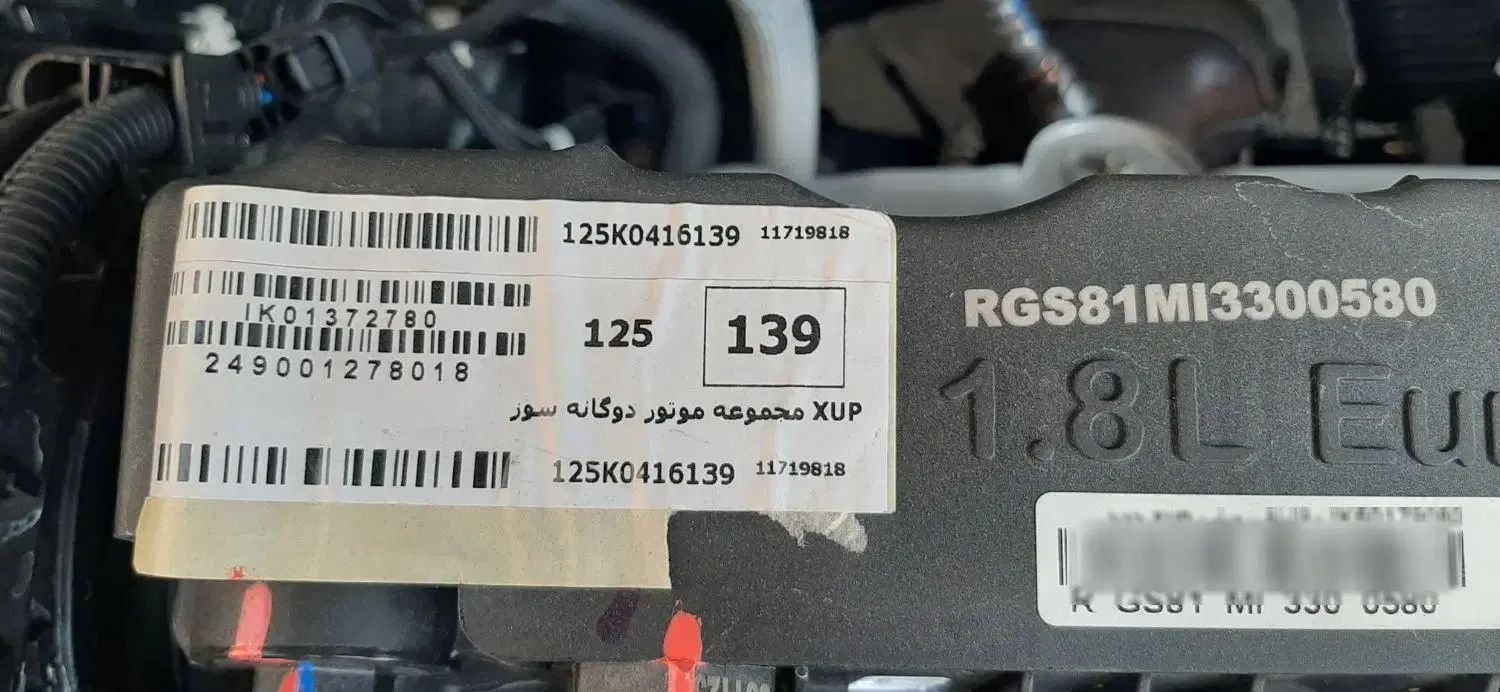 125K0416139 11719818
IK01372780
249001278018
125 139
XUP مجموعه موتور دوگانه سوز
125K0416139 11719818
RGS81MI3300580
1.8L Eu
R GS81 MI 330 0580